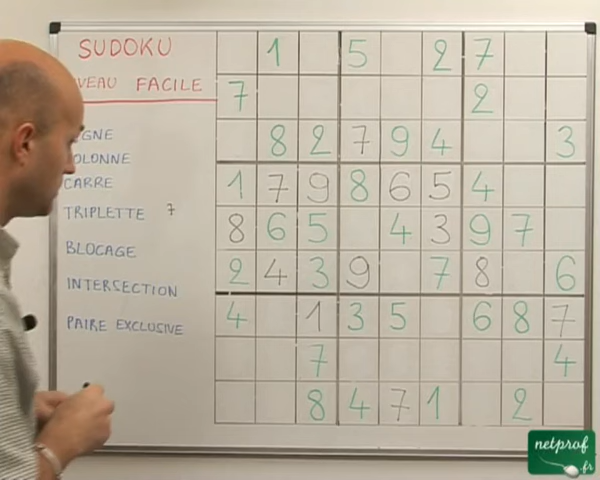 SUDOKU
VEAU FACILE
GNE
OLONNE
CARRE
TRIPLETTE 7
BLOCAGE
INTERSECTION
PAIRE EXCLUSIVE
1 5 2 7
7 2
8 2 7 9 4 3
1 7 9 8 6 5 4
8 6 5 4 3 9 7
2 4 3 9 7 8 6
4 1 3 5 6 8 7
7 4
8 4 7 1 2
netprof
.fr